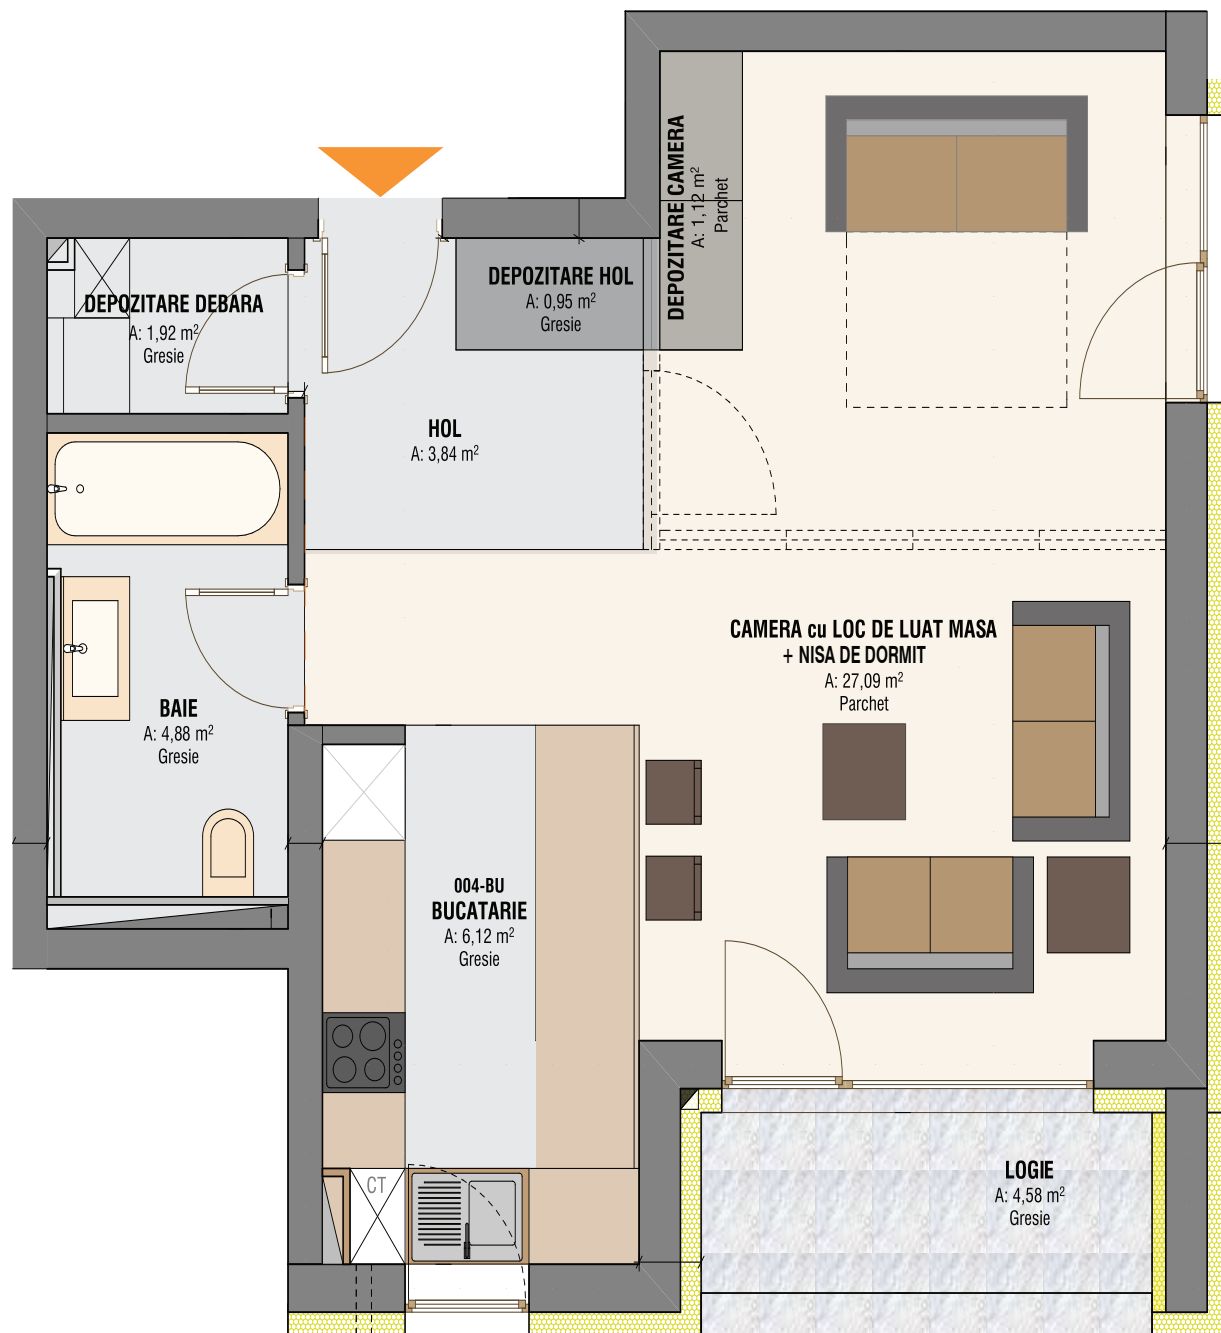 DEPOZITARE CAMERA
A: 1,12 m²
Parchet
DEPOZITARE DEBARA
A: 1,92 m²
Gresie
DEPOZITARE HOL
A: 0,95 m²
Gresie
HOL
A: 3,84 m²
CAMERA cu LOC DE LUAT MASA
+ NISA DE DORMIT
A: 27,09 m²
Parchet
BAIE
A: 4,88 m²
Gresie
004-BU
BUCATARIE
A: 6,12 m²
Gresie
CT
LOGIE
A: 4,58 m²
Gresie